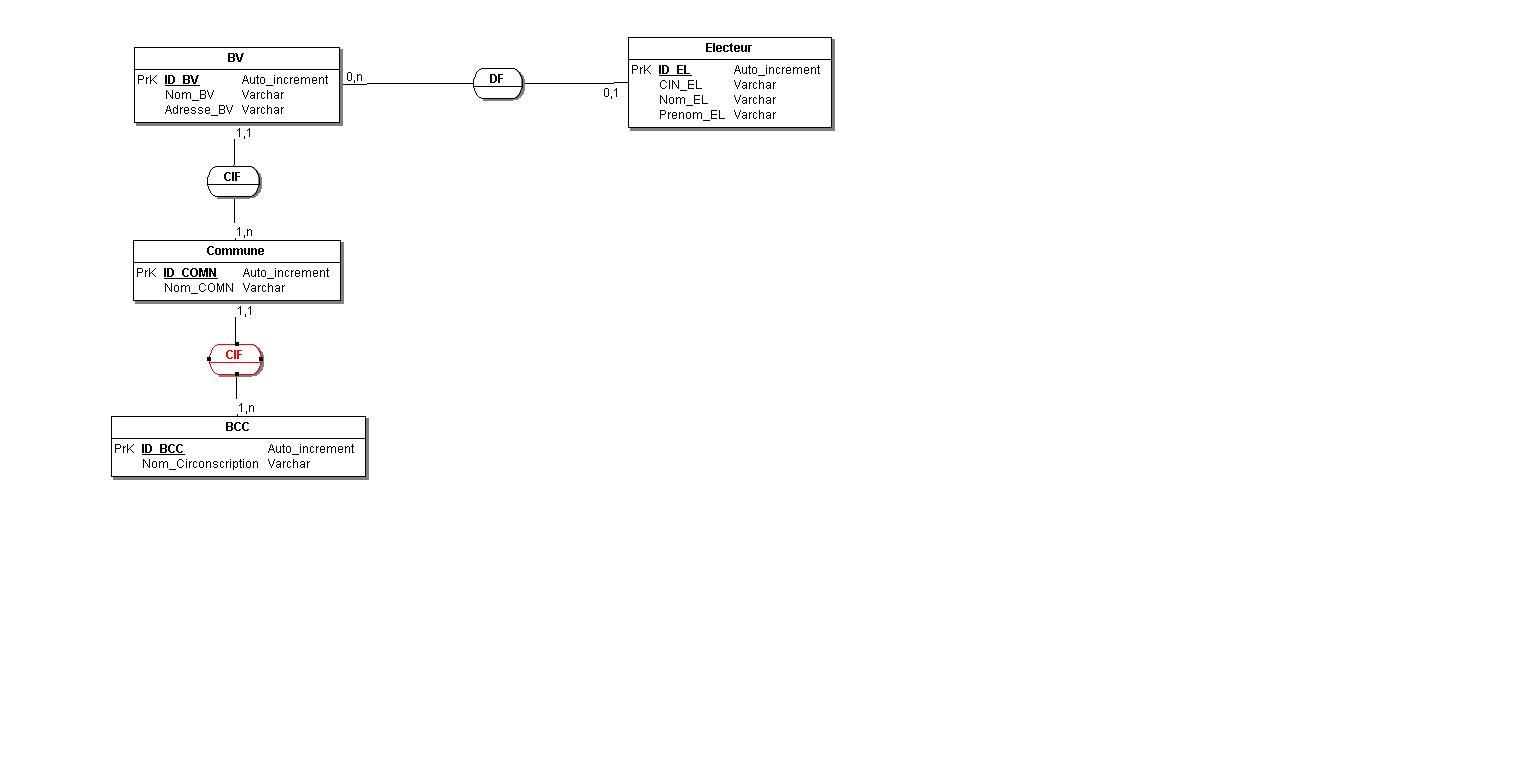 BV
PrK ID_BV Auto_increment
Nom_BV Varchar
Adresse_BV Varchar
0,n
DF
0,1
Electeur
PrK ID_EL Auto_increment
CIN_EL Varchar
Nom_EL Varchar
Prenom_EL Varchar
1,1
CIF
1,n
Commune
PrK ID_COMN Auto_increment
Nom_COMN Varchar
1,1
CIF
1,n
BCC
PrK ID_BCC Auto_increment
Nom_Circonscription Varchar